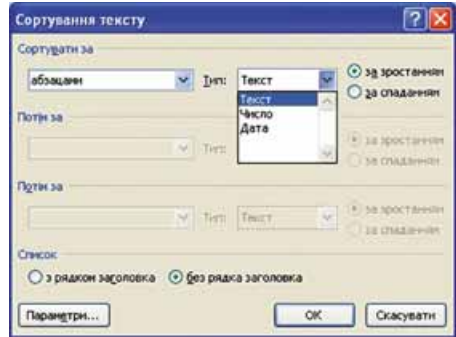 Сортування тексту
Сортувати за
абзацами Тип: Текст за зростанням
за спаданням
Текст
Число
Дата
Потім за
Тип: за зростанням
за спаданням
Потім за
Тип: Текст за зростанням
за спаданням
Список
з рядком заголовка без рядка заголовка
Параметри... ОК Скасувати